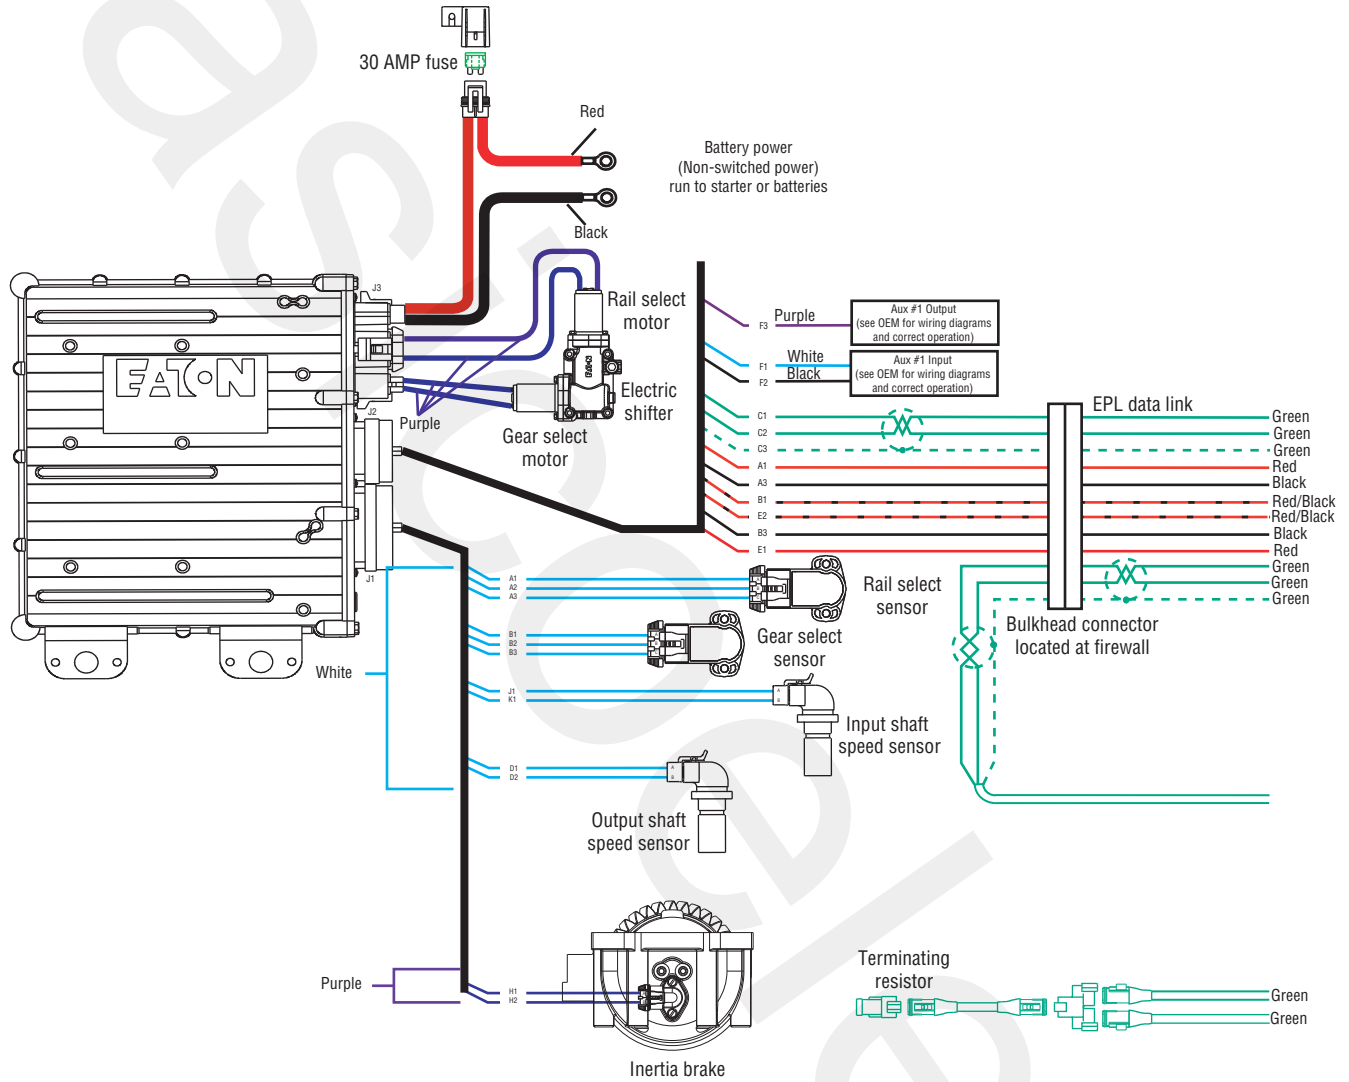 30 AMP fuse
Red
Battery power
(Non-switched power)
run to starter or batteries
Black
J3
Rail select
motor
EATON
EATON
Electric
shifter
Purple
Gear select
motor
J2
J1
F3
Purple
Aux #1 Output
(see OEM for wiring diagrams
and correct operation)
F1
White
F2
Black
Aux #1 Input
(see OEM for wiring diagrams
and correct operation)
EPL data link
C1
Green
C2
Green
C3
Green
A1
Red
A3
Black
B1
Red/Black
E2
Red/Black
B3
Black
E1
Red
Green
Green
Green
Bulkhead connector
located at firewall
A1
A2
A3
Rail select
sensor
B1
B2
B3
Gear select
sensor
White
J1
K1
A
B
Input shaft
speed sensor
D1
D2
A
B
Output shaft
speed sensor
Purple
H1
H2
Inertia brake
Terminating
resistor
Green
Green